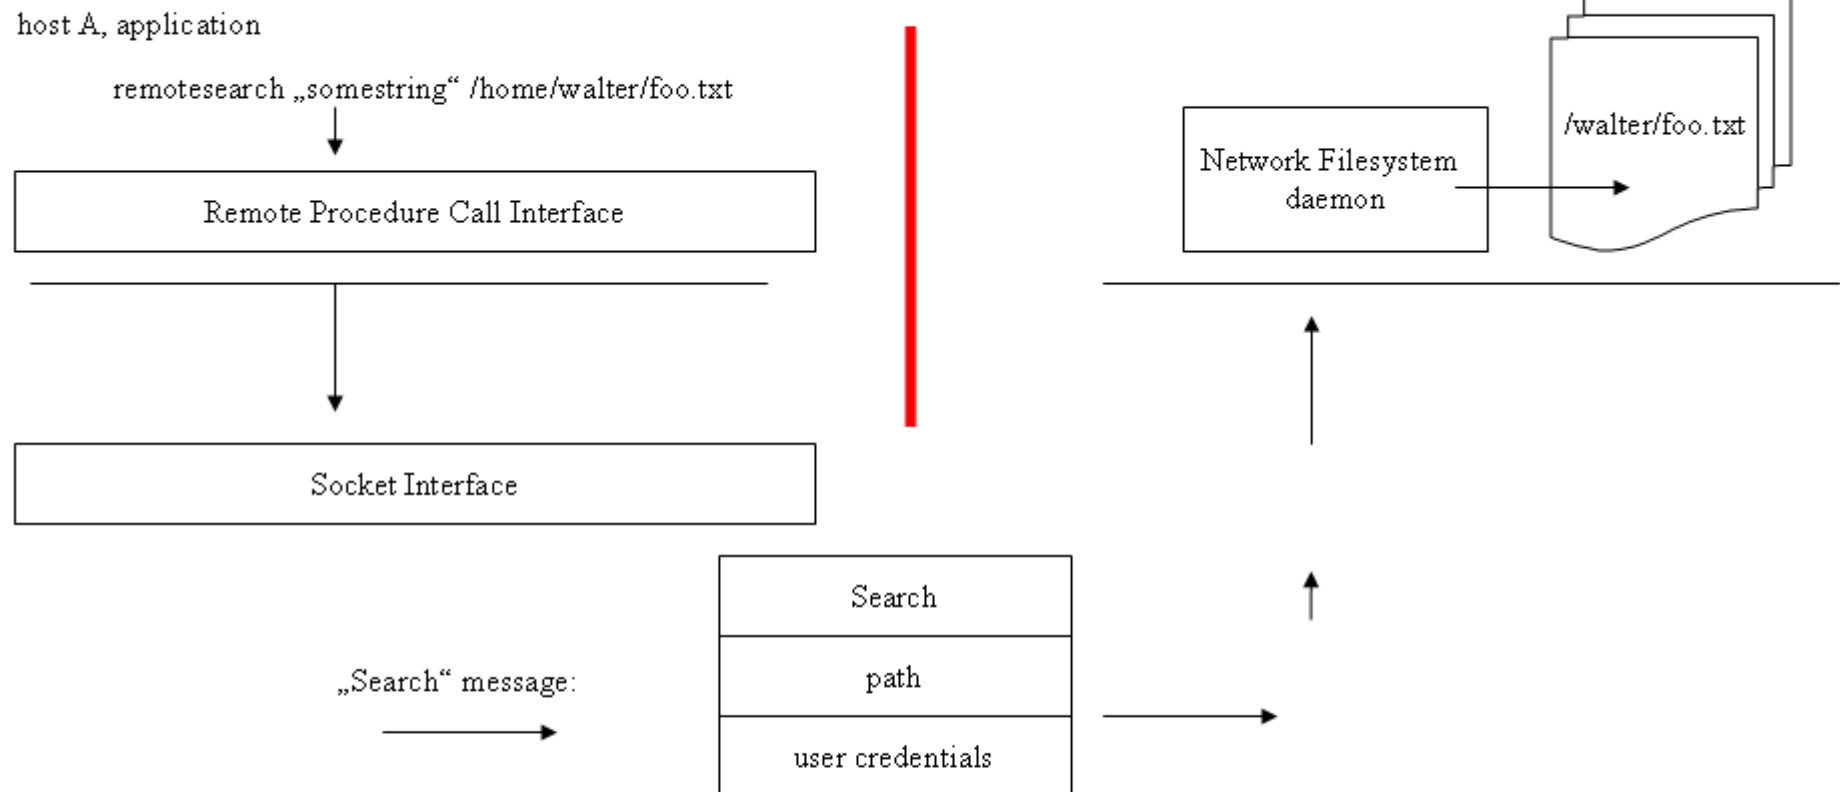 host A, application
remotesearch „somestring“ /home/walter/foo.txt
Remote Procedure Call Interface
Socket Interface
„Search“ message:
Search
path
user credentials
Network Filesystem
daemon
/walter/foo.txt